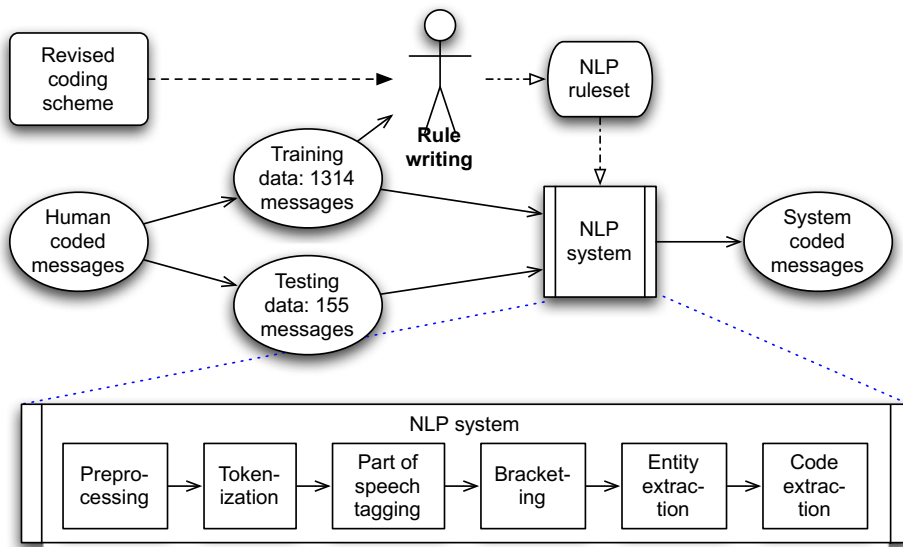 Revised
coding
scheme
NLP
ruleset
Rule
writing
Training
data: 1314
messages
Human
coded
messages
NLP
system
System
coded
messages
Testing
data: 155
messages
NLP system
Prepro-
cessing
Token-
ization
Part of
speech
tagging
Bracket-
ing
Entity
extrac-
tion
Code
extrac-
tion